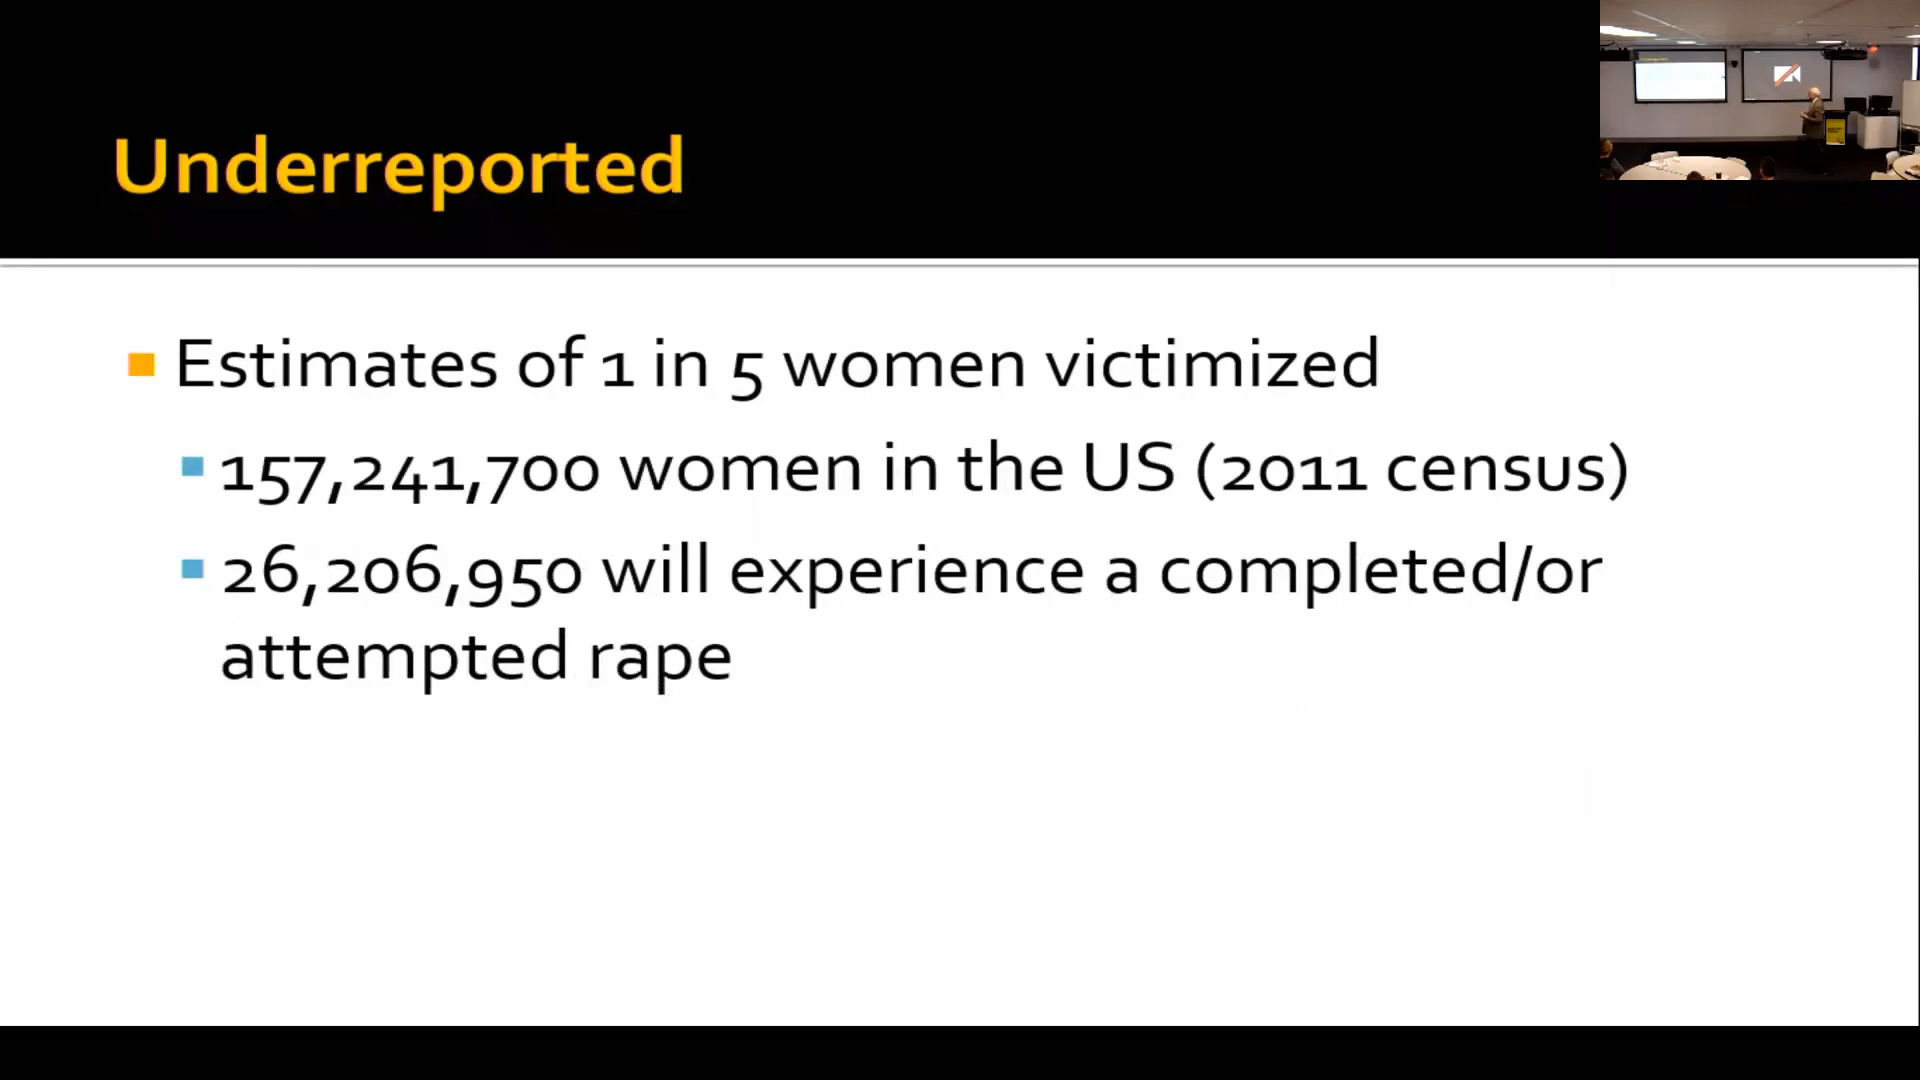 Underreported
Estimates of 1 in 5 women victimized
157,241,700 women in the US (2011 census)
26,206,950 will experience a completed/or
attempted rape